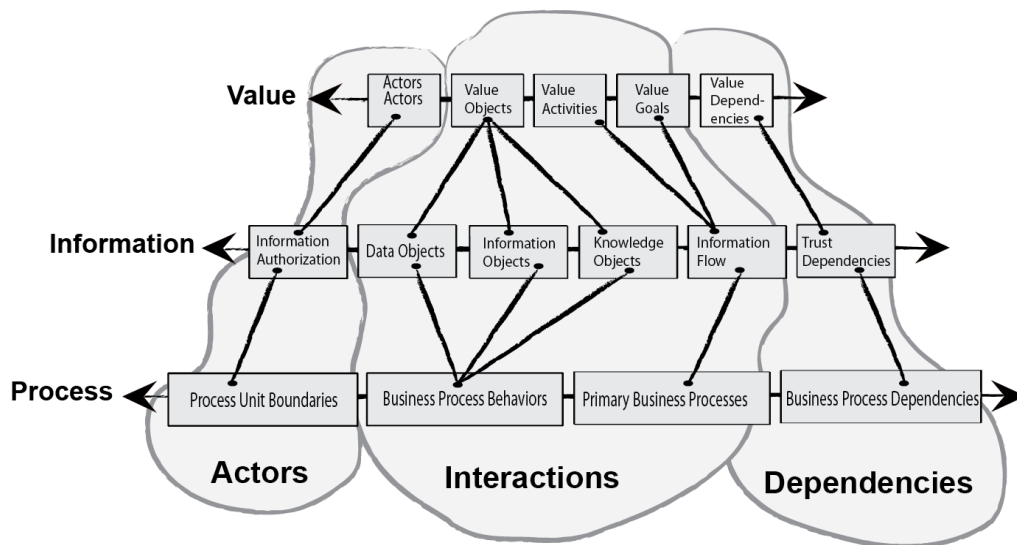 Value
Actors
Actors
Value
Objects
Value
Activities
Value
Goals
Value
Depend-
encies
Information
Information
Authorization
Data Objects
Information
Objects
Knowledge
Objects
Information
Flow
Trust
Dependencies
Process
Process Unit Boundaries
Business Process Behaviors
Primary Business Processes
Business Process Dependencies
Actors
Interactions
Dependencies